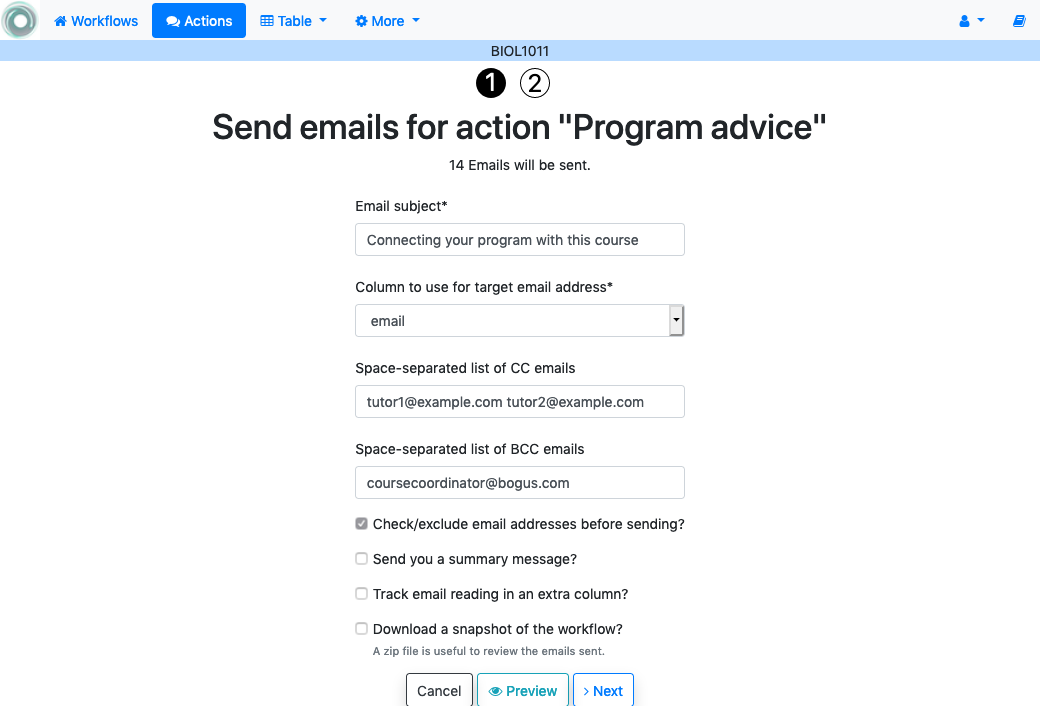 Workflows Actions Table More
BIOL1011
1 2
Send emails for action "Program advice"
14 Emails will be sent.
Email subject*
Connecting your program with this course
Column to use for target email address*
email
Space-separated list of CC emails
tutor1@example.com tutor2@example.com
Space-separated list of BCC emails
coursecoordinator@bogus.com
Check/exclude email addresses before sending?
Send you a summary message?
Track email reading in an extra column?
Download a snapshot of the workflow?
A zip file is useful to review the emails sent.
Cancel Preview Next